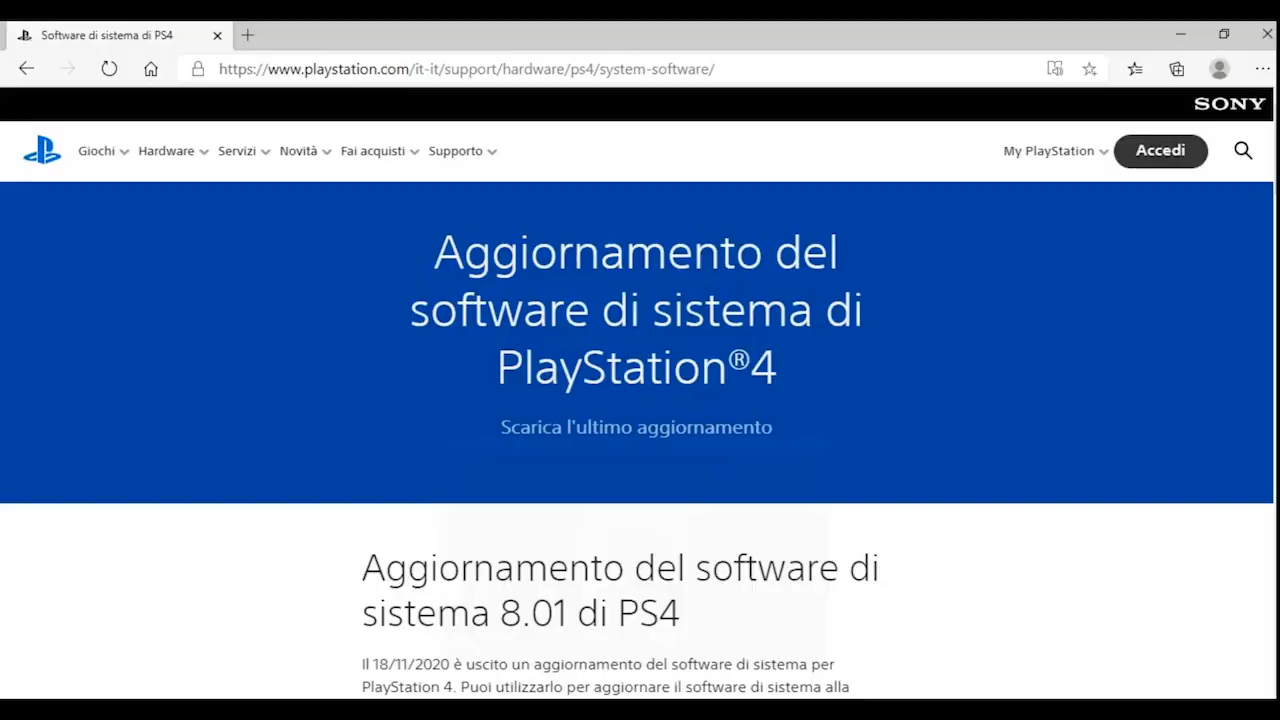 Software di sistema di PS4
https://www.playstation.com/it-it/support/hardware/ps4/system-software/
SONY
Giochi Hardware Servizi Novità Fai acquisti Supporto My PlayStation Accedi
Aggiornamento del
software di sistema di
PlayStation®4
Scarica l'ultimo aggiornamento
Aggiornamento del software di
sistema 8.01 di PS4
Il 18/11/2020 è uscito un aggiornamento del software di sistema per
PlayStation 4. Puoi utilizzarlo per aggiornare il software di sistema alla